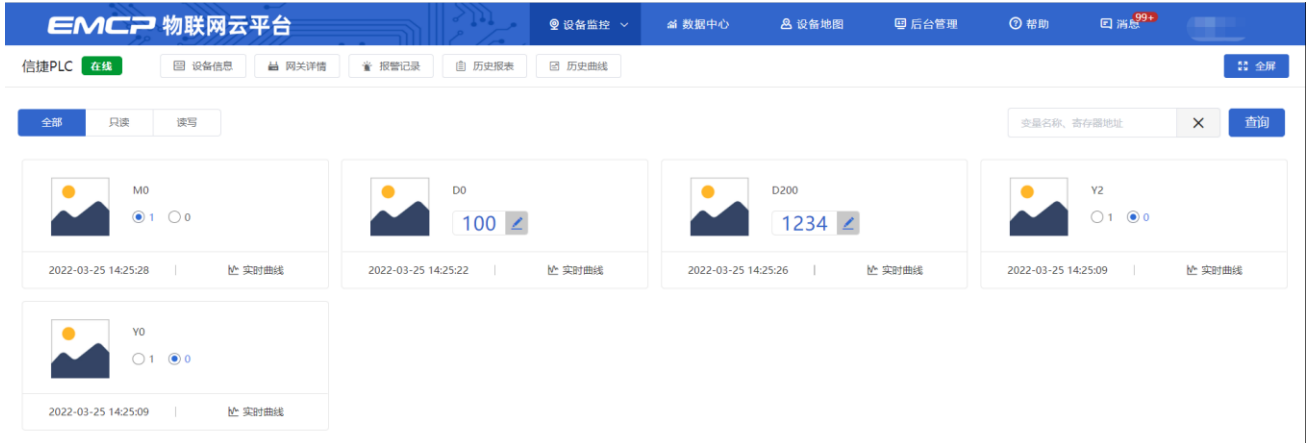 EMCP 物联网云平台 设备监控 数据中心 设备地图 后台管理 帮助 消息 99+
信捷PLC 在线 设备信息 网关详情 报警记录 历史报表 历史曲线 全屏
全部 只读 读写 变量名称、寄存器地址 查询
M0
1 0
2022-03-25 14:25:28 实时曲线
D0
100
2022-03-25 14:25:22 实时曲线
D200
1234
2022-03-25 14:25:26 实时曲线
Y2
1 0
2022-03-25 14:25:09 实时曲线
Y0
1 0
2022-03-25 14:25:09 实时曲线